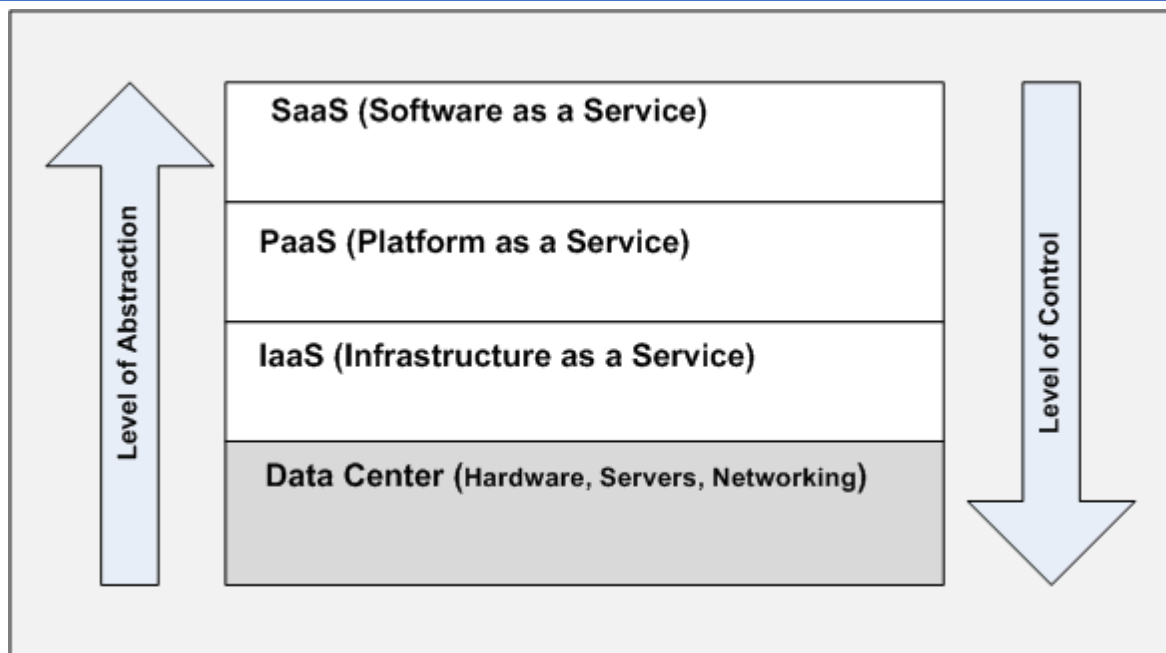 SaaS (Software as a Service)
PaaS (Platform as a Service)
IaaS (Infrastructure as a Service)
Data Center (Hardware, Servers, Networking)
Level of Abstraction
Level of Control